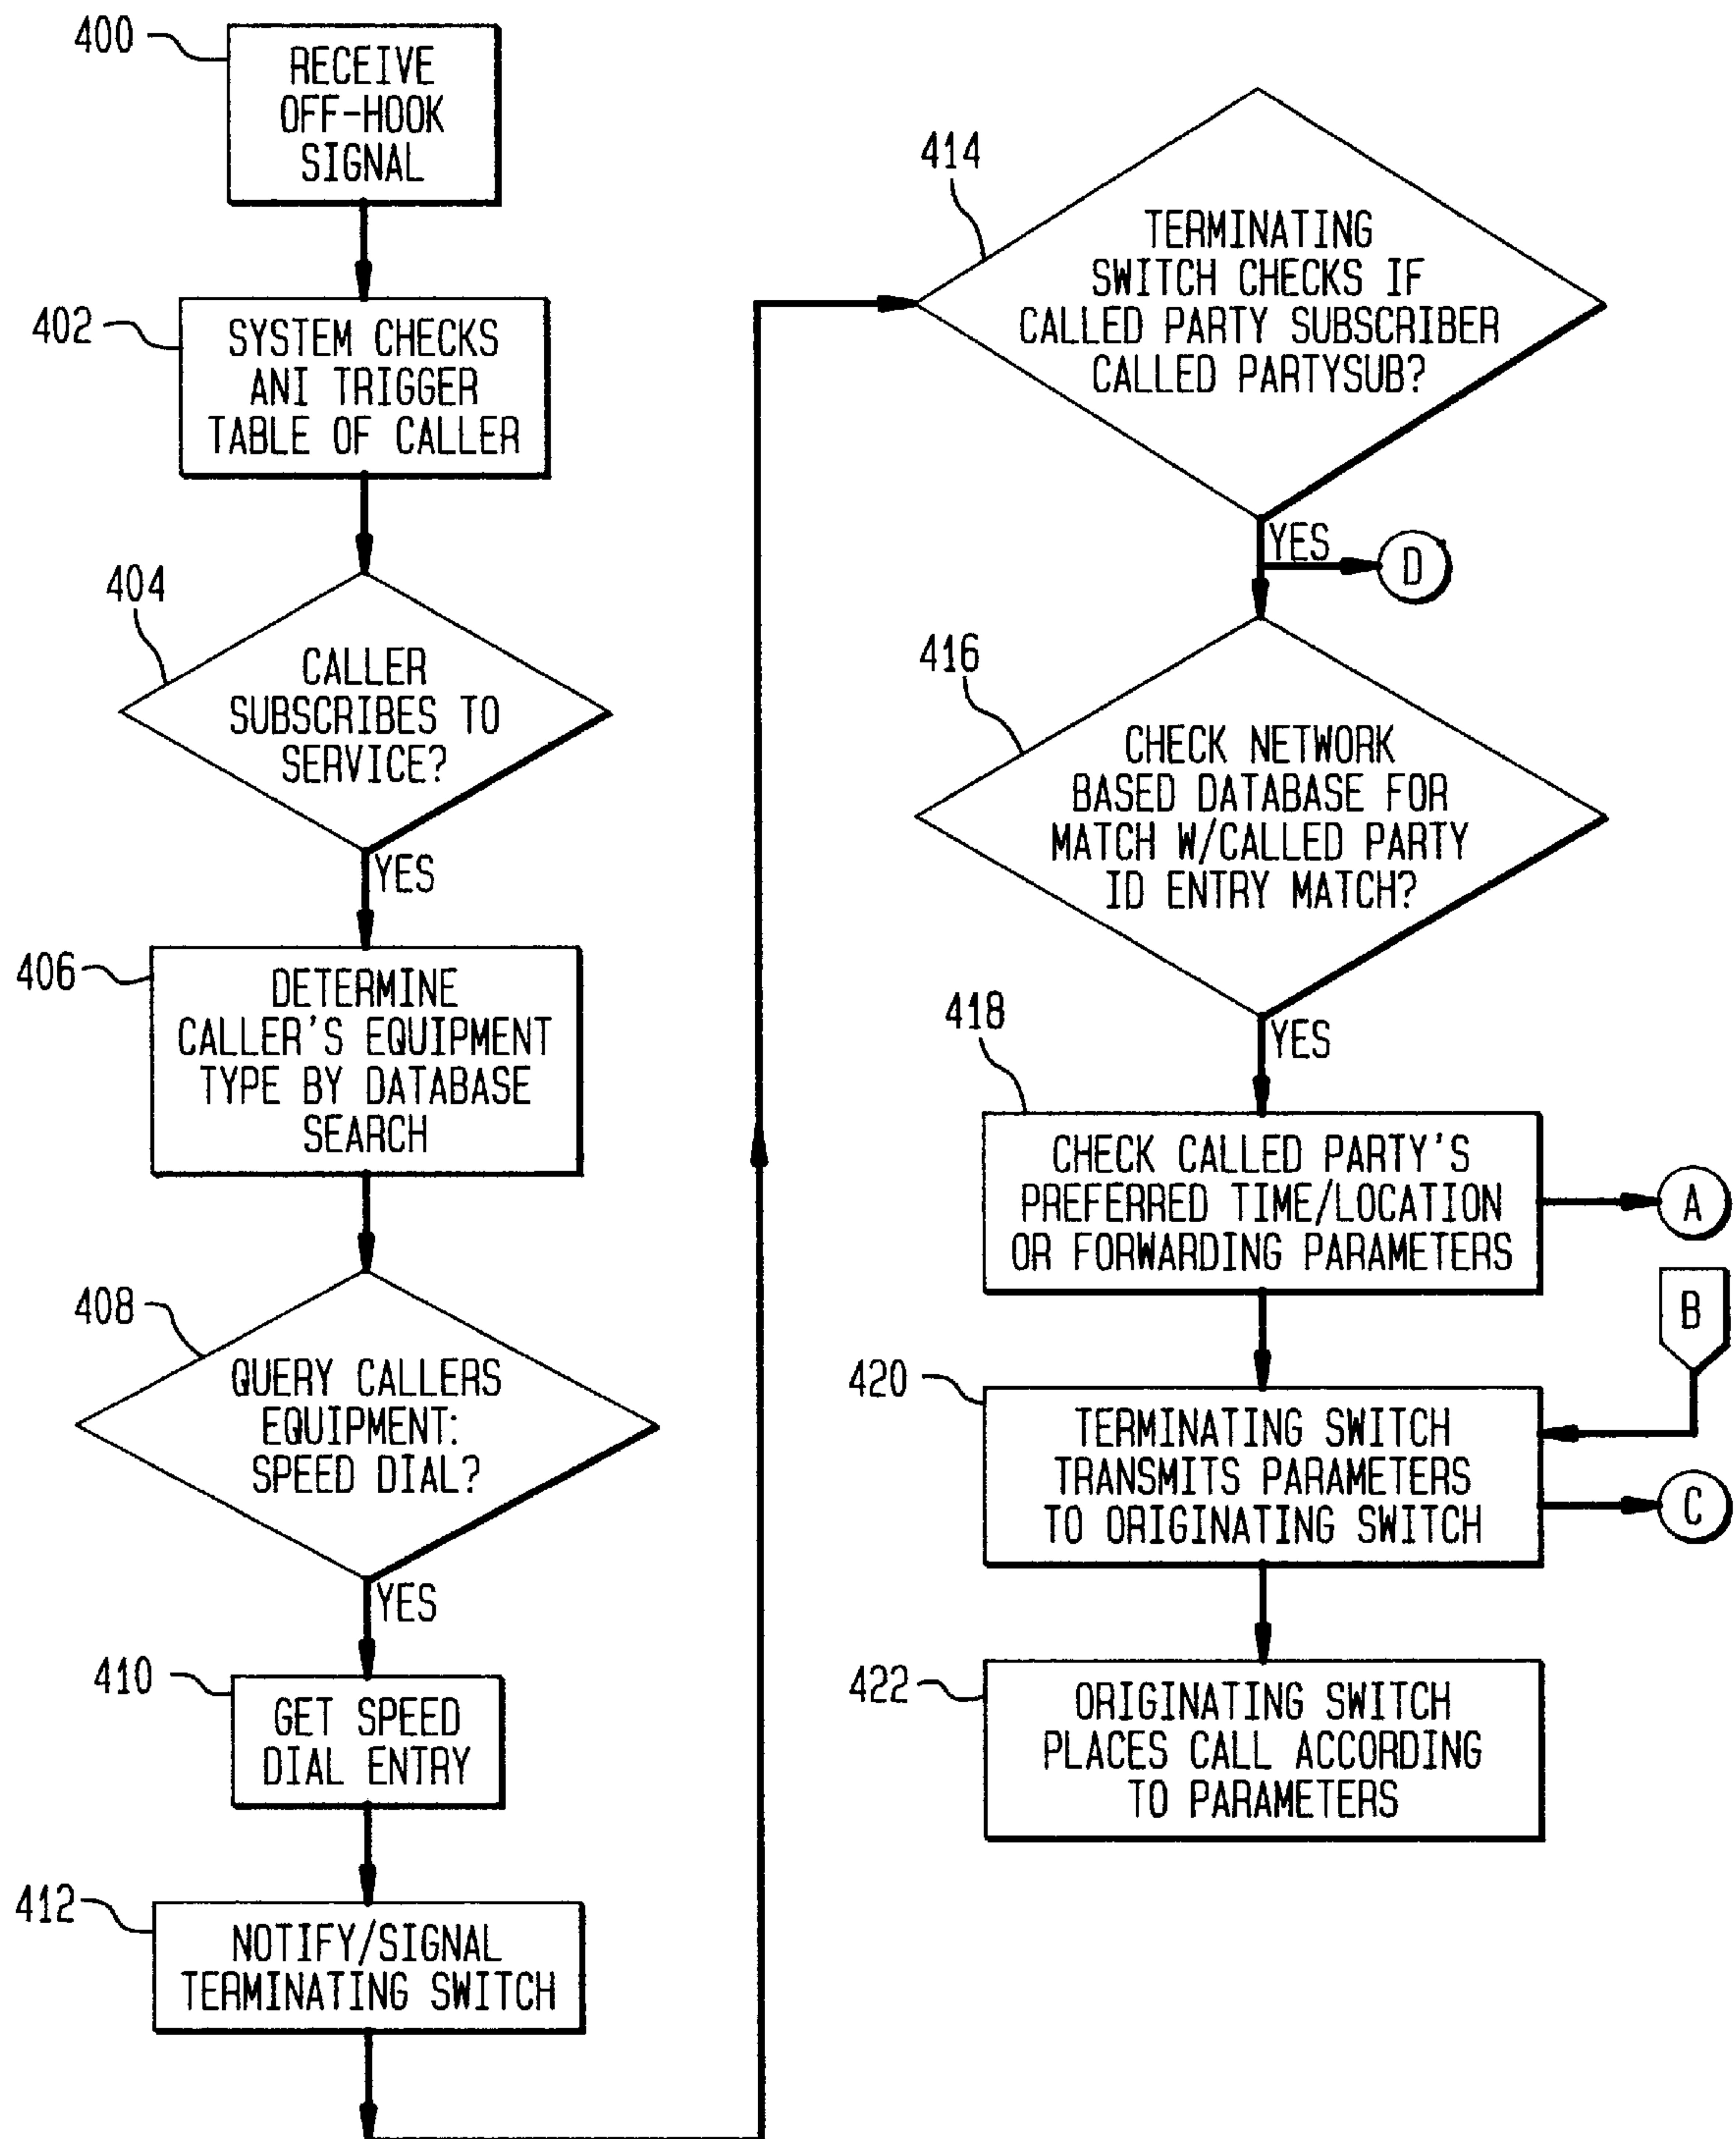 400
RECEIVE
OFF-HOOK
SIGNAL
402
SYSTEM CHECKS
ANI TRIGGER
TABLE OF CALLER
404
CALLER
SUBSCRIBES TO
SERVICE?
YES
406
DETERMINE
CALLER'S EQUIPMENT
TYPE BY DATABASE
SEARCH
408
QUERY CALLERS
EQUIPMENT:
SPEED DIAL?
YES
410
GET SPEED
DIAL ENTRY
412
NOTIFY/SIGNAL
TERMINATING SWITCH
414
TERMINATING
SWITCH CHECKS IF
CALLED PARTY SUBSCRIBER
CALLED PARTYSUB?
YES
D
416
CHECK NETWORK
BASED DATABASE FOR
MATCH W/CALLED PARTY
ID ENTRY MATCH?
YES
418
CHECK CALLED PARTY'S
PREFERRED TIME/LOCATION
OR FORWARDING PARAMETERS
A
B
420
TERMINATING SWITCH
TRANSMITS PARAMETERS
TO ORIGINATING SWITCH
C
422
ORIGINATING SWITCH
PLACES CALL ACCORDING
TO PARAMETERS